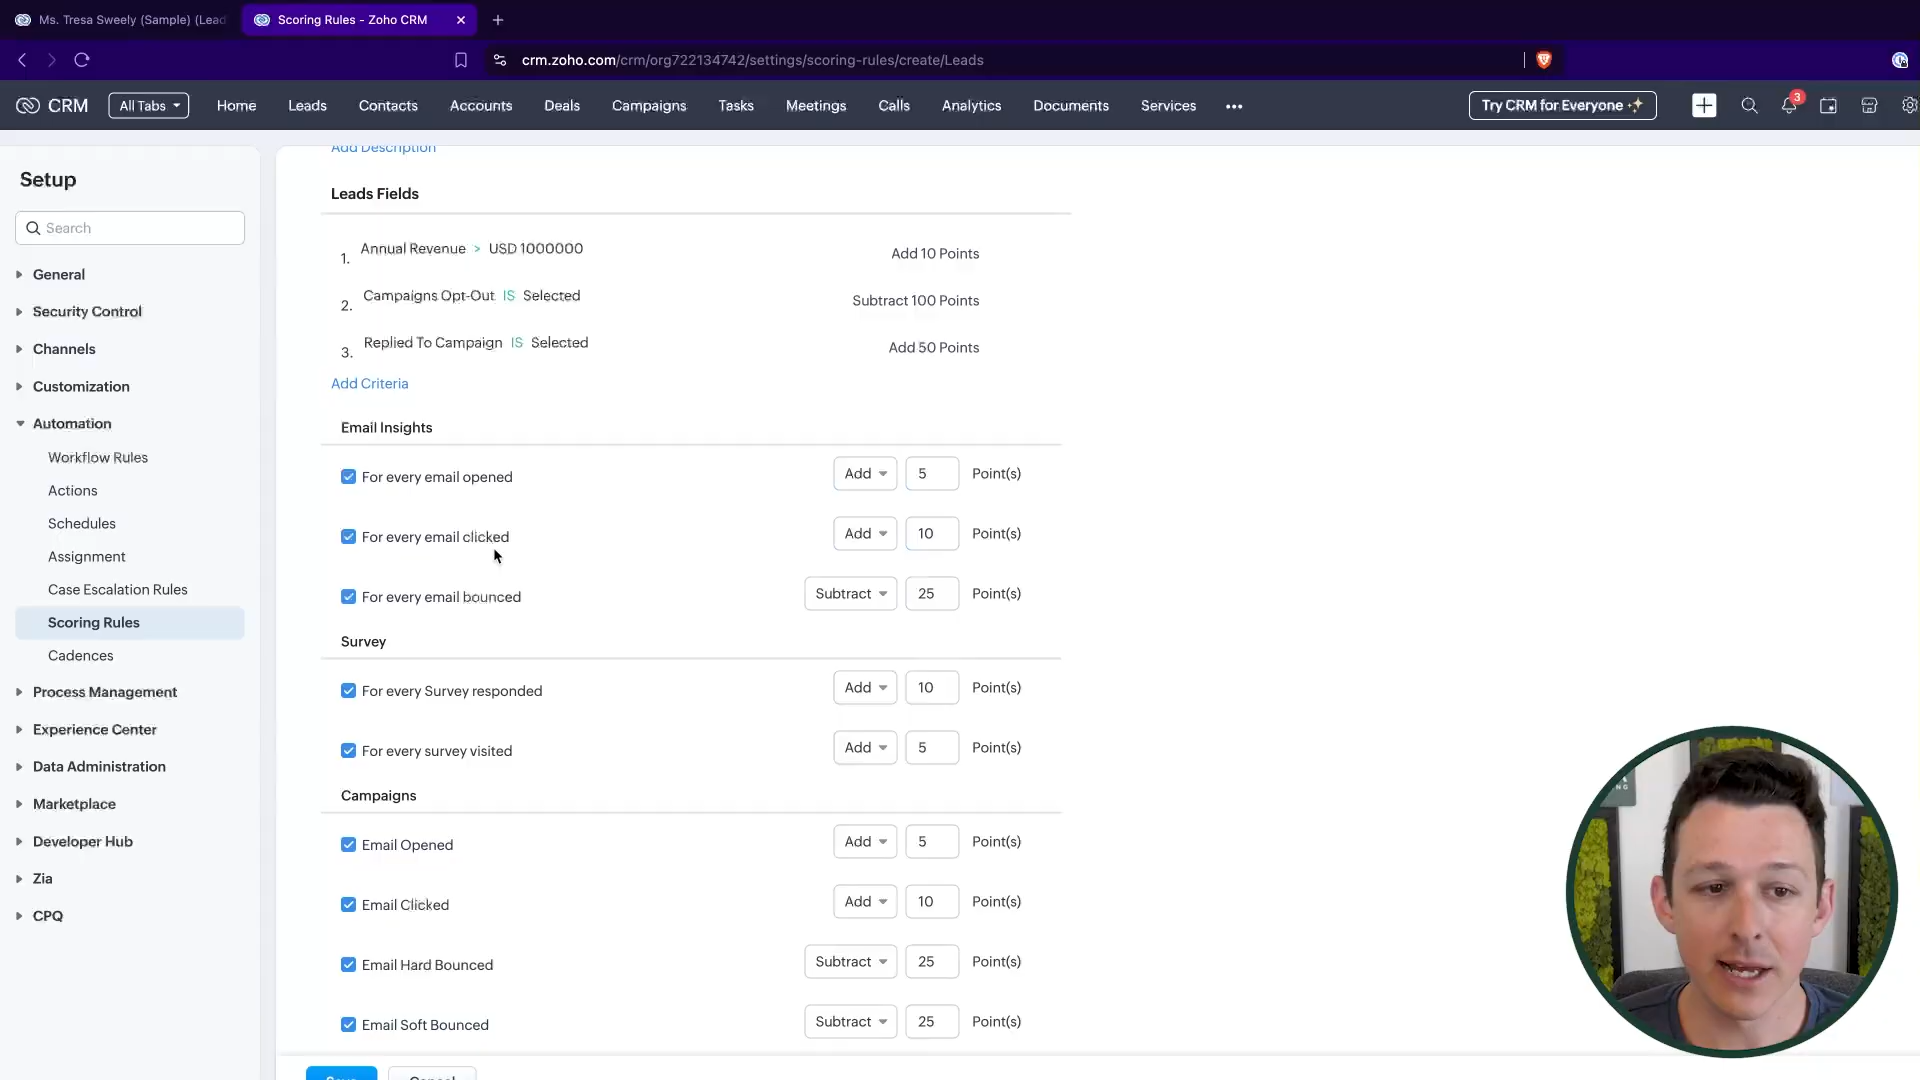 Ms. Tresa Sweely (Sample) (Lead
Scoring Rules - Zoho CRM
crm.zoho.com/crm/org722134742/settings/scoring-rules/create/Leads
CRM
All Tabs
Home
Leads
Contacts
Accounts
Deals
Campaigns
Tasks
Meetings
Calls
Analytics
Documents
Services
Try CRM for Everyone
3
Setup
Search
General
Security Control
Channels
Customization
Automation
Workflow Rules
Actions
Schedules
Assignment
Case Escalation Rules
Scoring Rules
Cadences
Process Management
Experience Center
Data Administration
Marketplace
Developer Hub
Zia
CPQ
Add Description
Leads Fields
1. Annual Revenue > USD 1000000 Add 10 Points
2. Campaigns Opt-Out IS Selected Subtract 100 Points
3. Replied To Campaign IS Selected Add 50 Points
Add Criteria
Email Insights
For every email opened Add 5 Point(s)
For every email clicked Add 10 Point(s)
For every email bounced Subtract 25 Point(s)
Survey
For every Survey responded Add 10 Point(s)
For every survey visited Add 5 Point(s)
Campaigns
Email Opened Add 5 Point(s)
Email Clicked Add 10 Point(s)
Email Hard Bounced Subtract 25 Point(s)
Email Soft Bounced Subtract 25 Point(s)
Save
Cancel